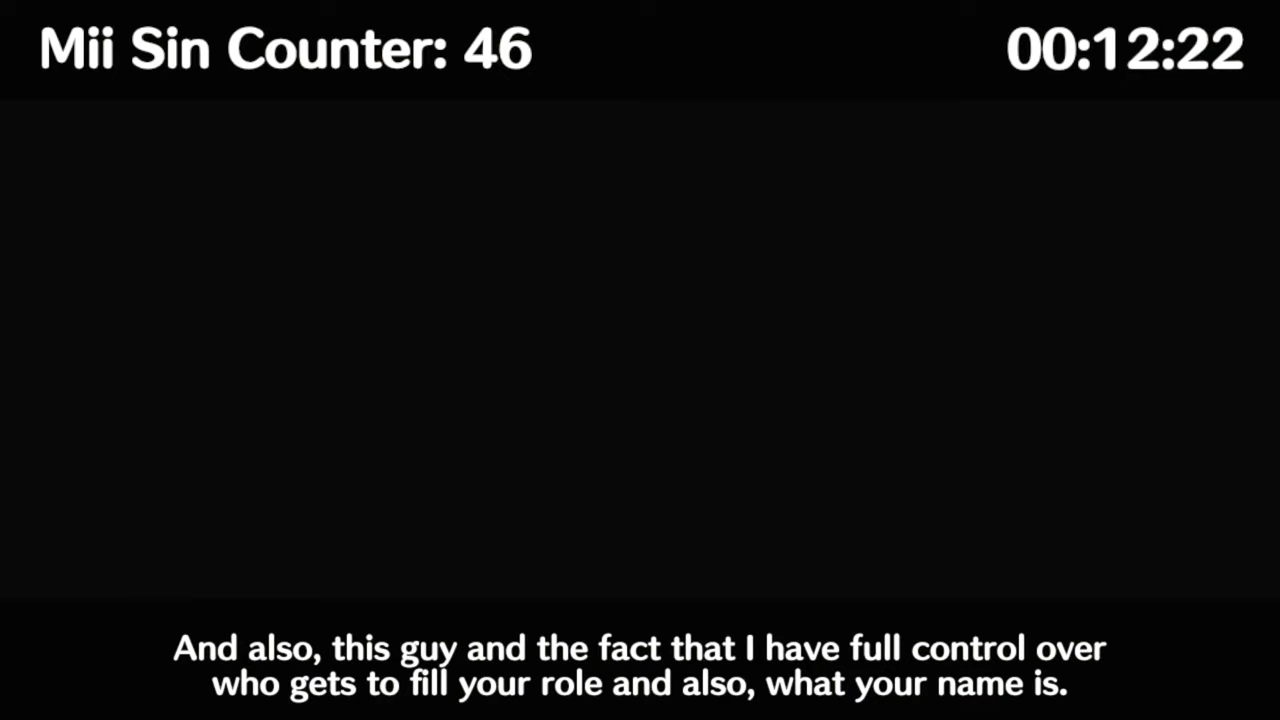 Mii Sin Counter: 46
00:12:22
And also, this guy and the fact that I have full control over
who gets to fill your role and also, what your name is.